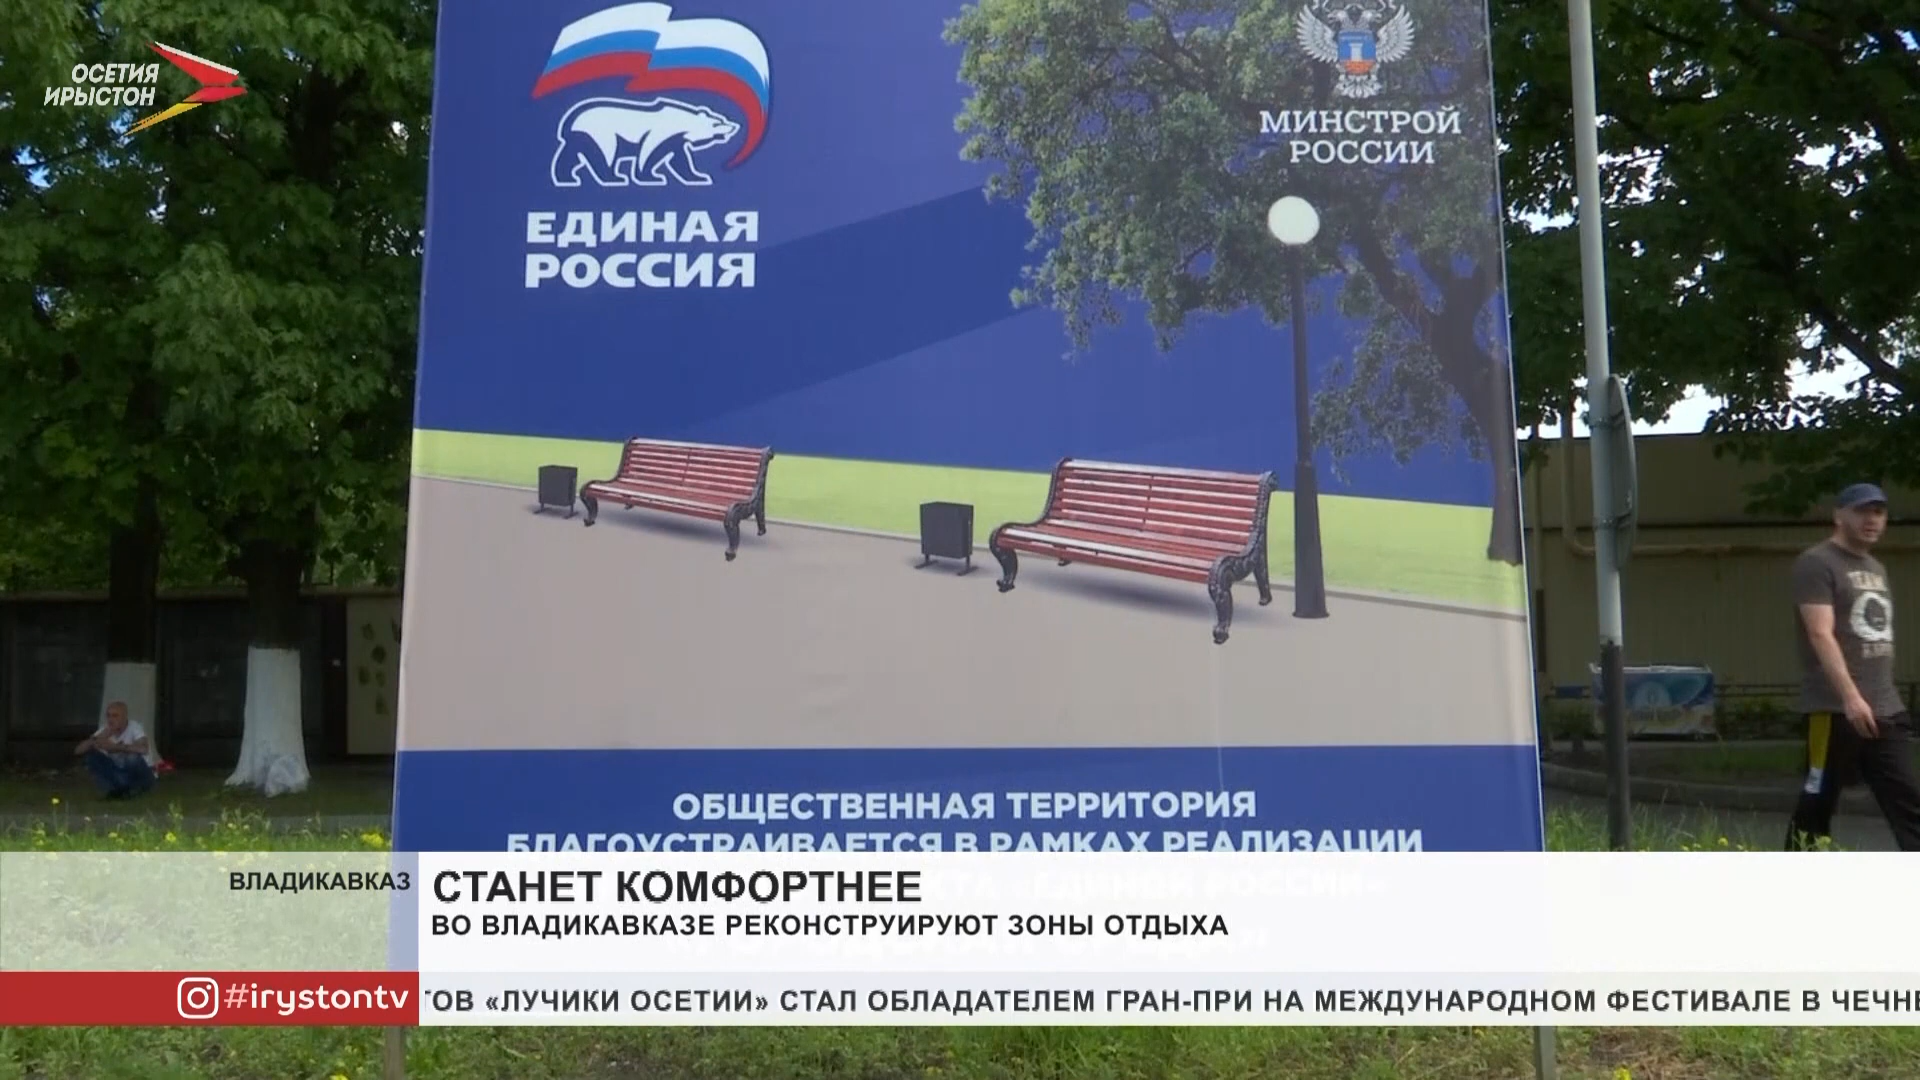 ОСЕТИЯ
ИРЫСТОН
ЕДИНАЯ
РОССИЯ
МИНСТРОЙ
РОССИИ
ОБЩЕСТВЕННАЯ ТЕРРИТОРИЯ
БЛАГОУСТРАИВАЕТСЯ В РАМКАХ РЕАЛИЗАЦИИ
ВЛАДИКАВКАЗ
СТАНЕТ КОМФОРТНЕЕ
ВО ВЛАДИКАВКАЗЕ РЕКОНСТРУИРУЮТ ЗОНЫ ОТДЫХА
#irystontv
ТОВ «ЛУЧИКИ ОСЕТИИ» СТАЛ ОБЛАДАТЕЛЕМ ГРАН-ПРИ НА МЕЖДУНАРОДНОМ ФЕСТИВАЛЕ В ЧЕЧНЕ